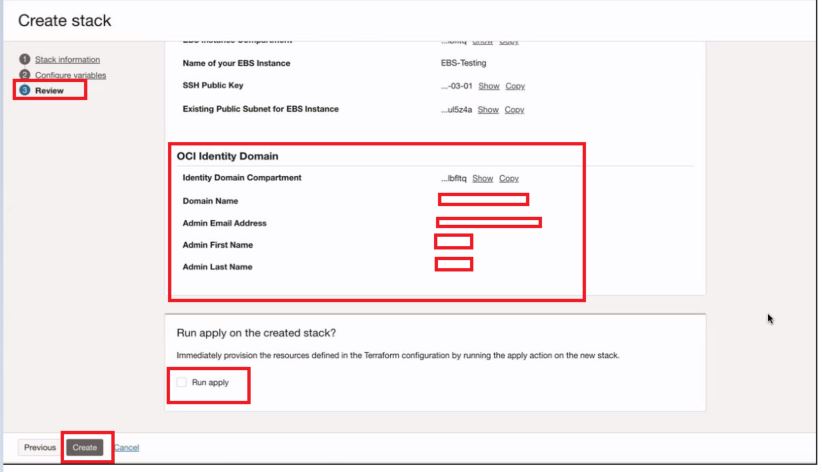 Create stack
1 Stack information
2 Configure variables
3 Review
EBS Instance Compartment ...lbfltq Show Copy
Name of your EBS Instance EBS-Testing
SSH Public Key ...-03-01 Show Copy
Existing Public Subnet for EBS Instance ...ul5z4a Show Copy
OCI Identity Domain
Identity Domain Compartment ...lbfltq Show Copy
Domain Name
Admin Email Address
Admin First Name
Admin Last Name
Run apply on the created stack?
Immediately provision the resources defined in the Terraform configuration by running the apply action on the new stack.
Run apply
Previous Create Cancel